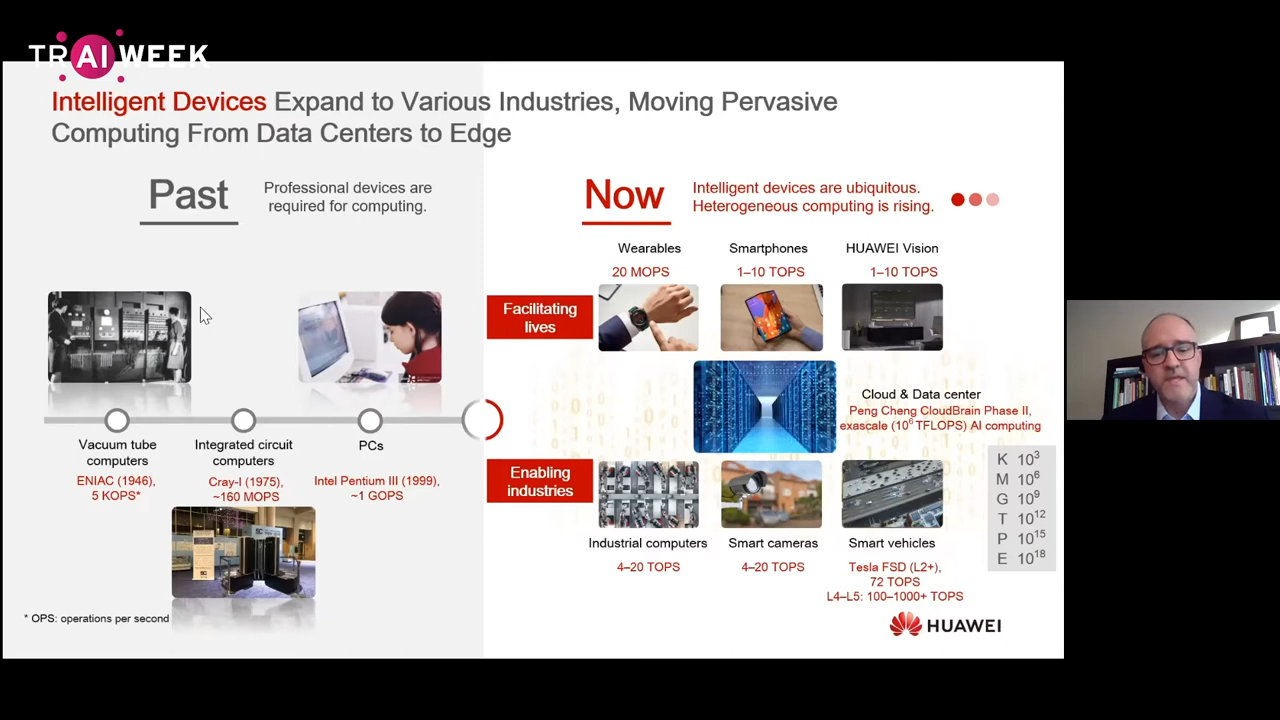 TRAI WEEK
Intelligent Devices Expand to Various Industries, Moving Pervasive
Computing From Data Centers to Edge
Past
Professional devices are
required for computing.
Vacuum tube
computers
ENIAC (1946),
5 KOPS*
Integrated circuit
computers
Cray-I (1975),
~160 MOPS
PCs
Intel Pentium III (1999),
~1 GOPS
* OPS: operations per second
Now
Intelligent devices are ubiquitous.
Heterogeneous computing is rising.
Facilitating
lives
Wearables
20 MOPS
Smartphones
1–10 TOPS
HUAWEI Vision
1–10 TOPS
Cloud & Data center
Peng Cheng CloudBrain Phase II,
exascale (10⁶ TFLOPS) AI computing
Enabling
industries
Industrial computers
4–20 TOPS
Smart cameras
4–20 TOPS
Smart vehicles
Tesla FSD (L2+),
72 TOPS
L4–L5: 100–1000+ TOPS
K 10³
M 10⁶
G 10⁹
T 10¹²
P 10¹⁵
E 10¹⁸
HUAWEI